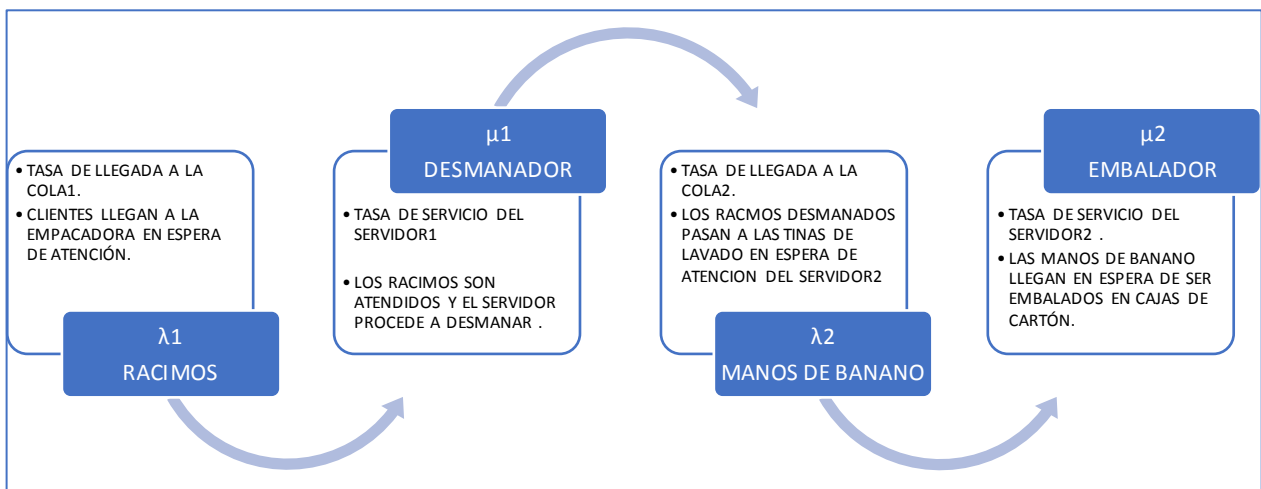 • TASA DE LLEGADA A LA
COLA1.
• CLIENTES LLEGAN A LA
EMPACADORA EN ESPERA
DE ATENCIÓN.
λ1
RACIMOS
μ1
DESMANADOR
• TASA DE SERVICIO DEL
SERVIDOR1
• LOS RACIMOS SON
ATENDIDOS Y EL SERVIDOR
PROCEDE A DESMANAR .
• TASA DE LLEGADA A LA
COLA2.
• LOS RACMOS DESMANADOS
PASAN A LAS TINAS DE
LAVADO EN ESPERA DE
ATENCION DEL SERVIDOR2
λ2
MANOS DE BANANO
μ2
EMBALADOR
• TASA DE SERVICIO DEL
SERVIDOR2 .
• LAS MANOS DE BANANO
LLEGAN EN ESPERA DE SER
EMBALADOS EN CAJAS DE
CARTÓN.